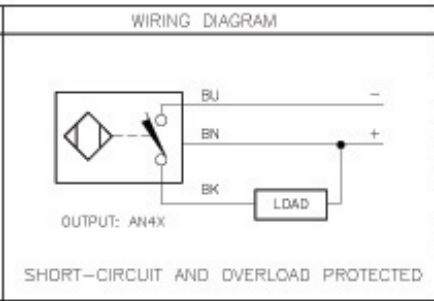 WIRING DIAGRAM
BU
−
BN
+
BK
LOAD
OUTPUT: AN4X
SHORT-CIRCUIT AND OVERLOAD PROTECTED